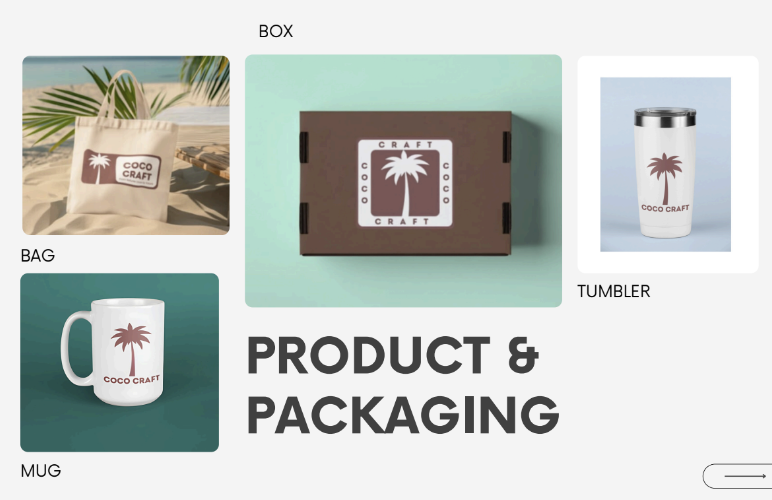 BOX
COCO
CRAFT
BAG
CRAFT
COCO
COCO
CRAFT
COCO CRAFT
TUMBLER
COCO CRAFT
MUG
PRODUCT &
PACKAGING